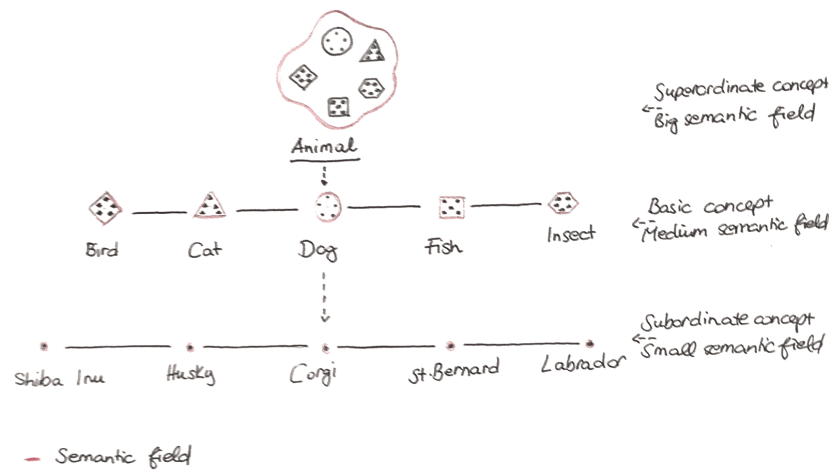 Superordinate concept
Big semantic field
Animal
Basic concept
Medium semantic field
Bird
Cat
Dog
Fish
Insect
Subordinate concept
Small semantic field
Shiba Inu
Husky
Corgi
St.Bernard
Labrador
Semantic field